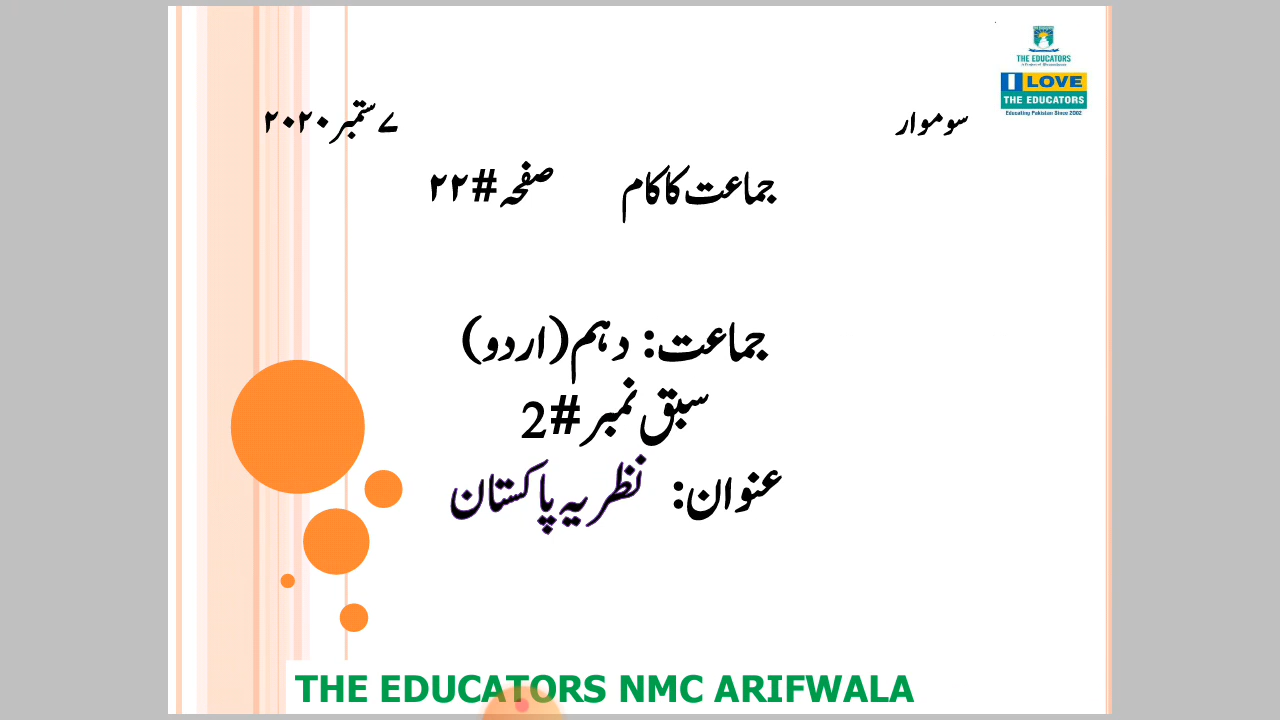 THE EDUCATORS
I LOVE
THE EDUCATORS
Educating Pakistan Since 2002
سوموار ۷ ستمبر ۲۰۲۰
جماعت کا کام صفحہ #۲۲
جماعت: دہم (اردو)
سبق نمبر #2
عنوان: نظریہ پاکستان
THE EDUCATORS NMC ARIFWALA